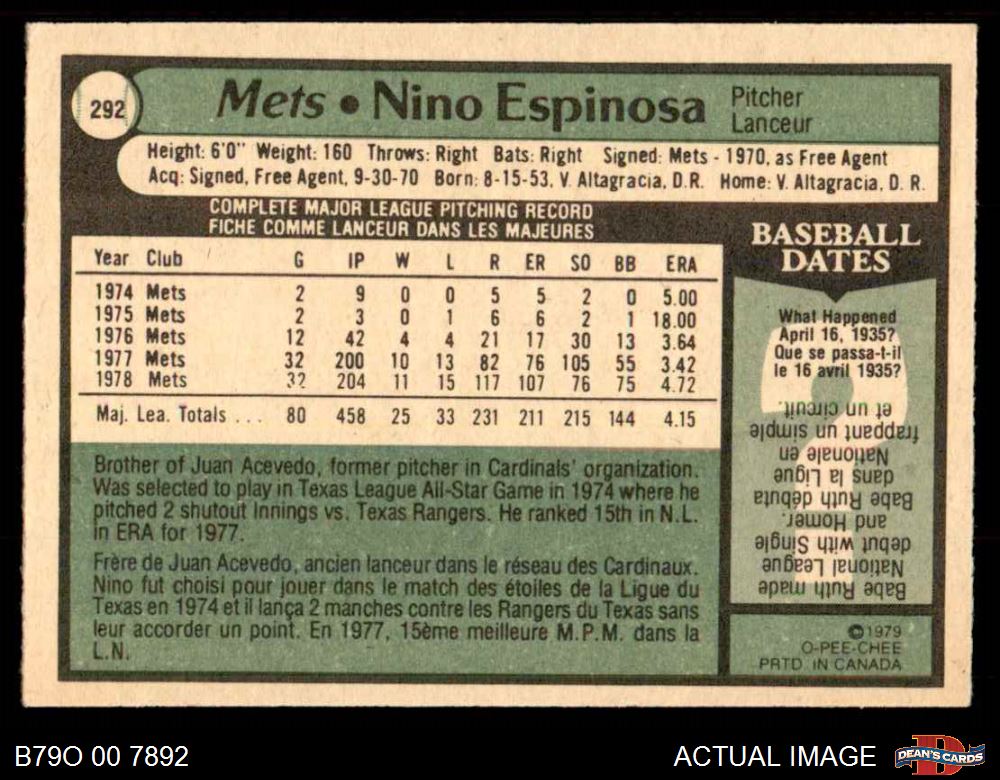 292
Mets • Nino Espinosa
Pitcher
Lanceur
Height: 6'0" Weight: 160 Throws: Right Bats: Right Signed: Mets - 1970, as Free Agent
Acq: Signed, Free Agent, 9-30-70 Born: 8-15-53, V. Altagracia, D.R. Home: V. Altagracia, D. R.
COMPLETE MAJOR LEAGUE PITCHING RECORD
FICHE COMME LANCEUR DANS LES MAJEURES
Year Club G IP W L R ER SO BB ERA
1974 Mets 2 9 0 0 5 5 2 0 5.00
1975 Mets 2 3 0 1 6 6 2 1 18.00
1976 Mets 12 42 4 4 21 17 30 13 3.64
1977 Mets 32 200 10 13 82 76 105 55 3.42
1978 Mets 32 204 11 15 117 107 76 75 4.72
Maj. Lea. Totals ... 80 458 25 33 231 211 215 144 4.15
Brother of Juan Acevedo, former pitcher in Cardinals' organization.
Was selected to play in Texas League All-Star Game in 1974 where he
pitched 2 shutout Innings vs. Texas Rangers. He ranked 15th in N.L.
in ERA for 1977.
Frère de Juan Acevedo, ancien lanceur dans le réseau des Cardinaux.
Nino fut choisi pour jouer dans le match des étoiles de la Ligue du
Texas en 1974 et il lança 2 manches contre les Rangers du Texas sans
leur accorder un point. En 1977, 15ème meilleure M.P.M. dans la
L.N.
BASEBALL
DATES
What Happened
April 16, 1935?
Que se passa-t-il
le 16 avril 1935?
Babe Ruth made
National League
debut with Single
and Homer.
Babe Ruth débuta
dans la Ligue
Nationale en
frappant un simple
et un circuit.
©1979
O-PEE-CHEE
PRTD. IN CANADA
B79O 00 7892
ACTUAL IMAGE
DEAN'S CARDS